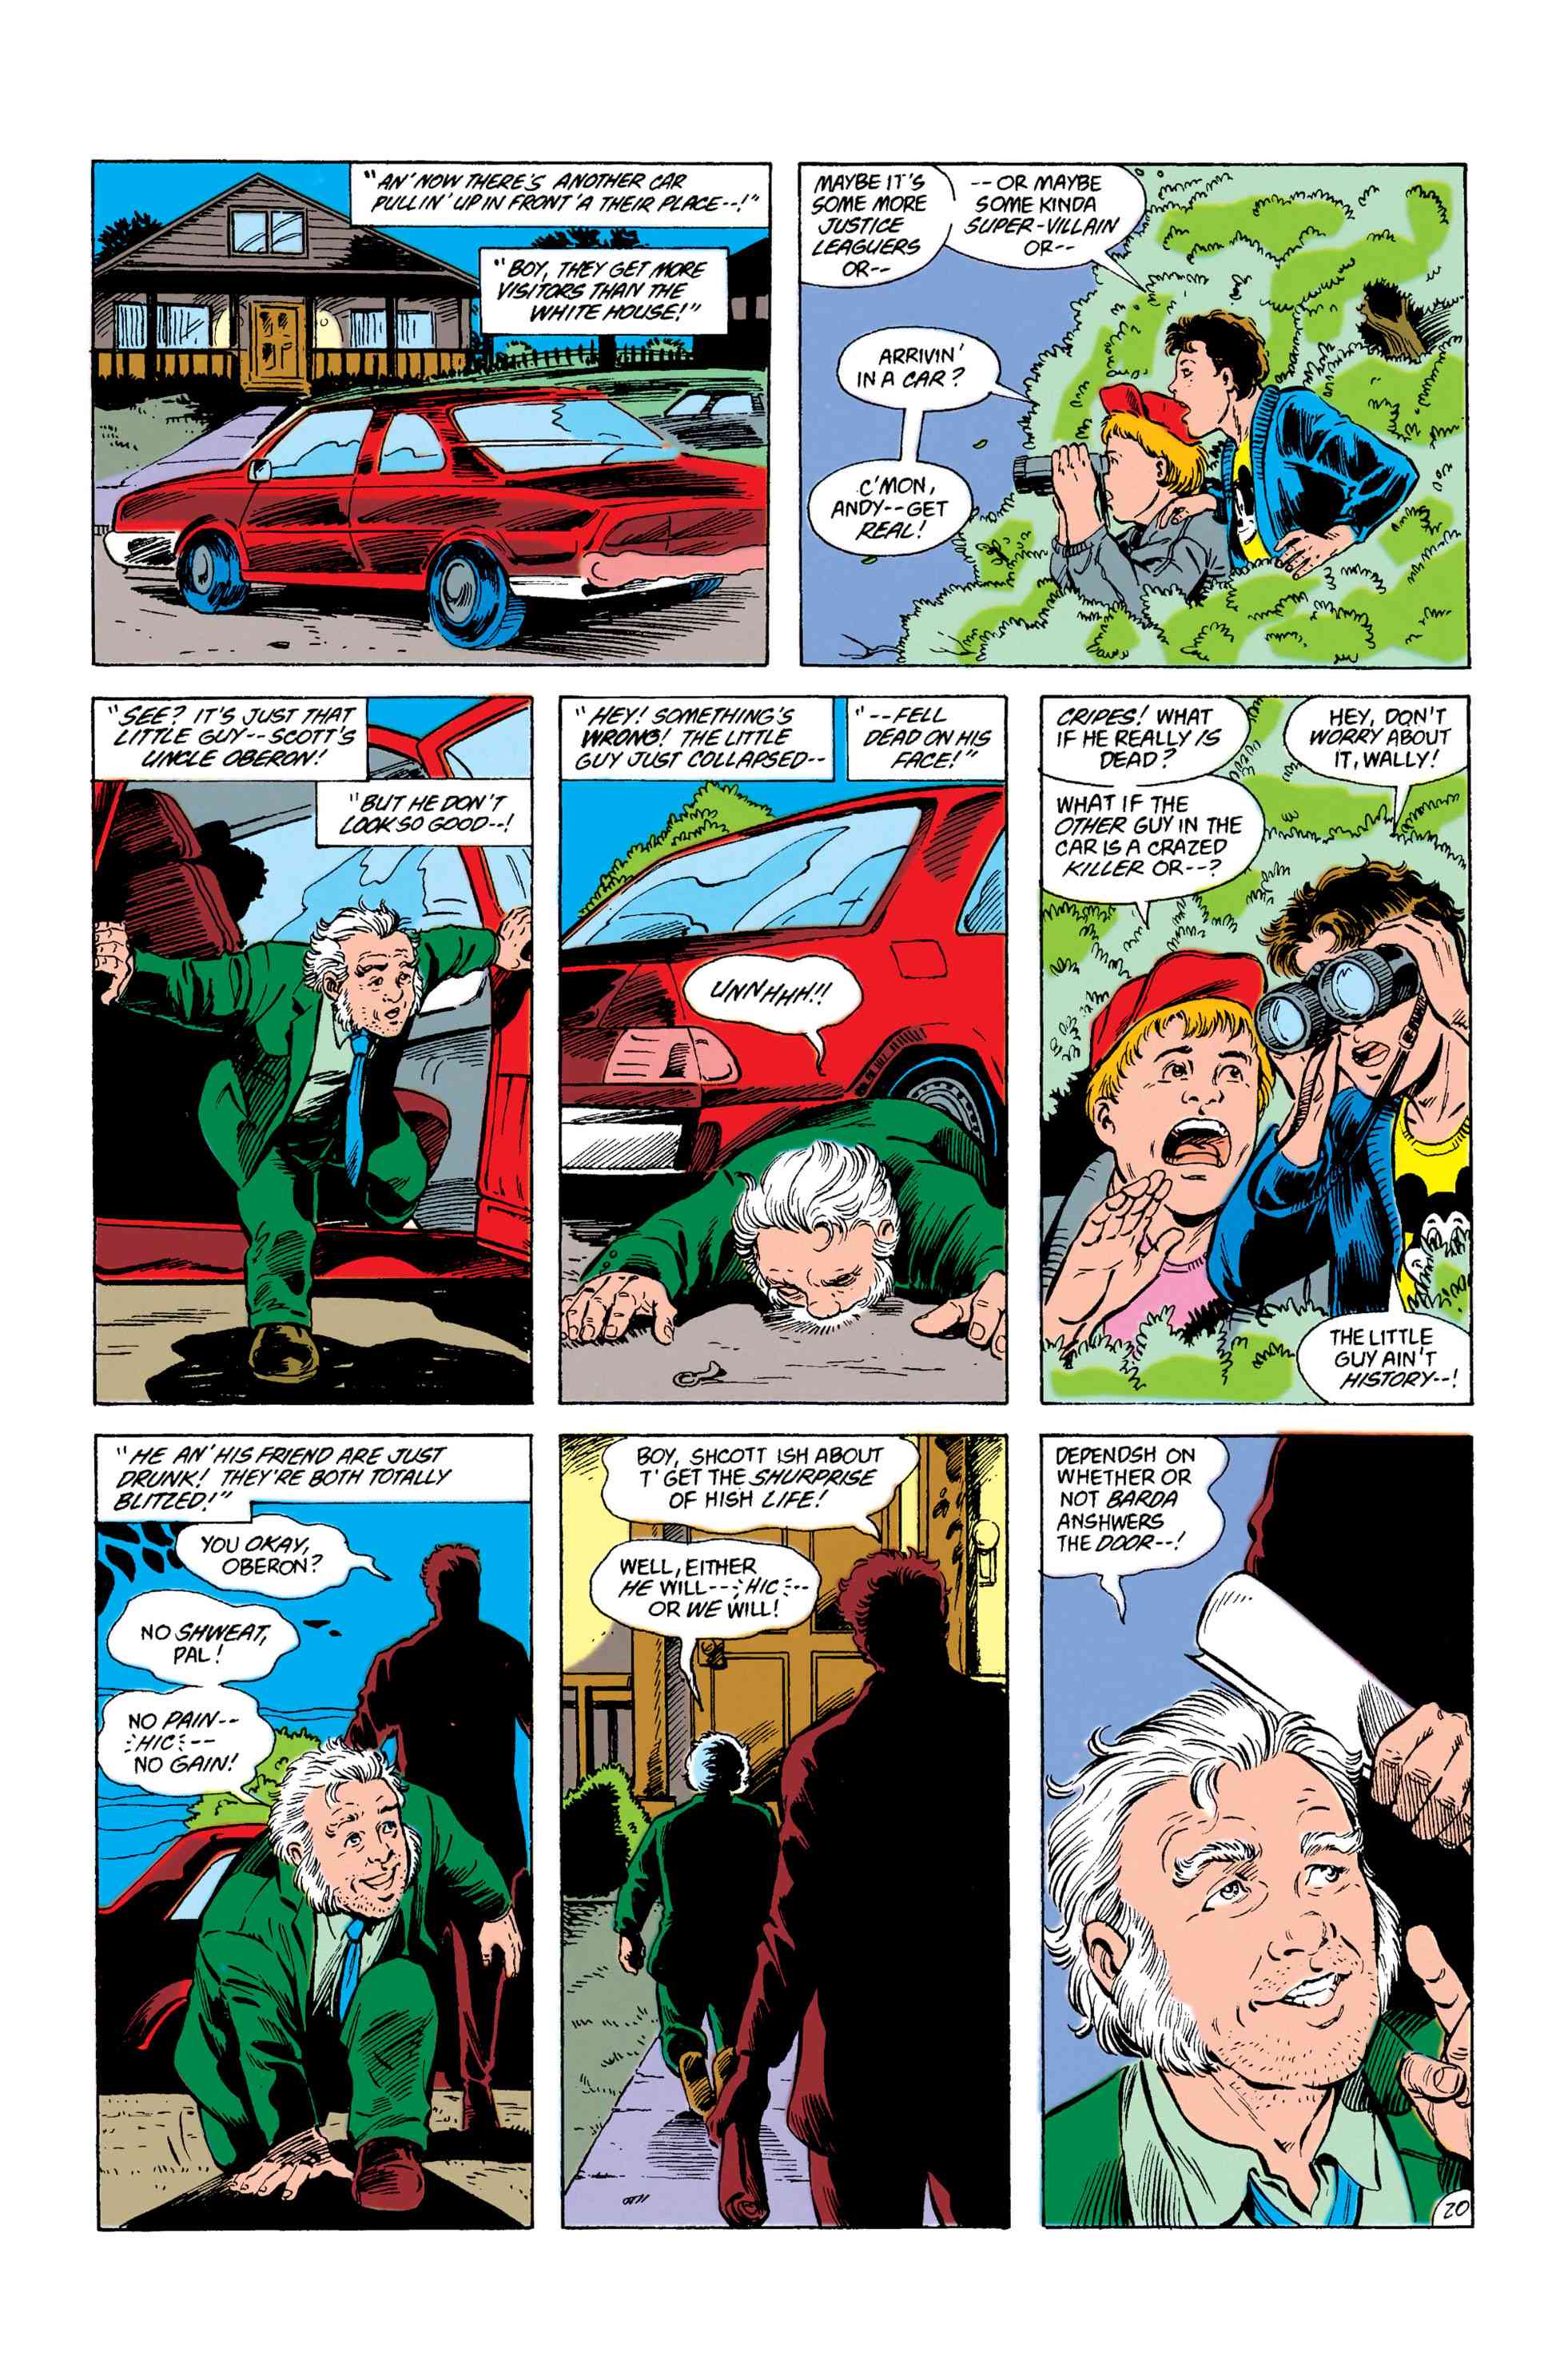 "AN' NOW THERE'S ANOTHER CAR
PULLIN' UP IN FRONT 'A THEIR PLACE--!"
"BOY, THEY GET MORE
VISITORS THAN THE
WHITE HOUSE!"
MAYBE IT'S
SOME MORE
JUSTICE
LEAGUERS
OR--
--OR MAYBE
SOME KINDA
SUPER-VILLAIN
OR--
ARRIVIN'
IN A CAR?
C'MON,
ANDY--GET
REAL!
"SEE? IT'S JUST THAT
LITTLE GUY--SCOTT'S
UNCLE OBERON!
"BUT HE DON'T
LOOK SO GOOD--!
"HEY! SOMETHING'S
WRONG! THE LITTLE
GUY JUST COLLAPSED--
"--FELL
DEAD ON HIS
FACE!"
UNNHHH!!
CRIPES! WHAT
IF HE REALLY IS
DEAD?
WHAT IF THE
OTHER GUY IN THE
CAR IS A CRAZED
KILLER OR--?
HEY, DON'T
WORRY ABOUT
IT, WALLY!
THE LITTLE
GUY AIN'T
HISTORY--!
"HE AN' HIS FRIEND ARE JUST
DRUNK! THEY'RE BOTH TOTALLY
BLITZED!"
YOU OKAY,
OBERON?
NO SHWEAT,
PAL!
NO PAIN--
HIC--
NO GAIN!
BOY, SHCOTT ISH ABOUT
T' GET THE SHURPRISE
OF HISH LIFE!
WELL, EITHER
HE WILL--HIC--
OR WE WILL!
DEPENDSH ON
WHETHER OR
NOT BARDA
ANSHWERS
THE DOOR--!
20